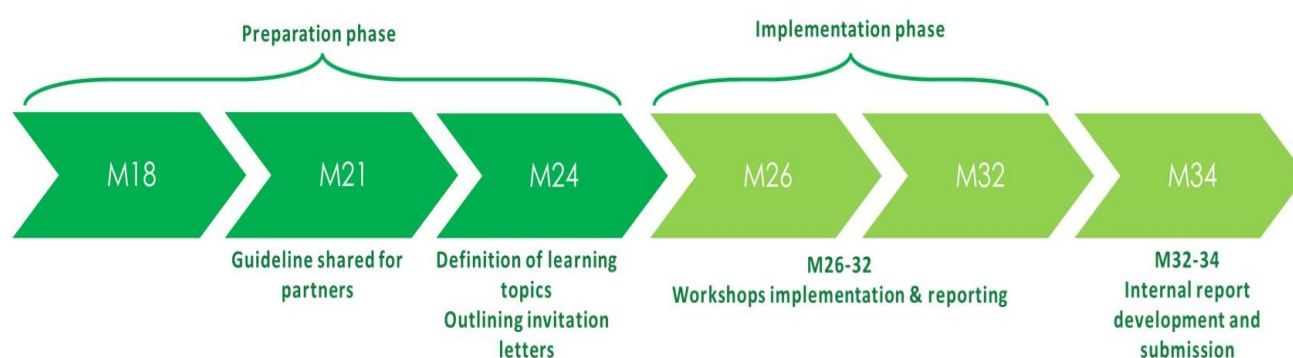 Preparation phase
Implementation phase
M18
M21
M24
M26
M32
M34
Guideline shared for
partners
Definition of learning
topics
Outlining invitation
letters
M26-32
Workshops implementation & reporting
M32-34
Internal report
development and
submission